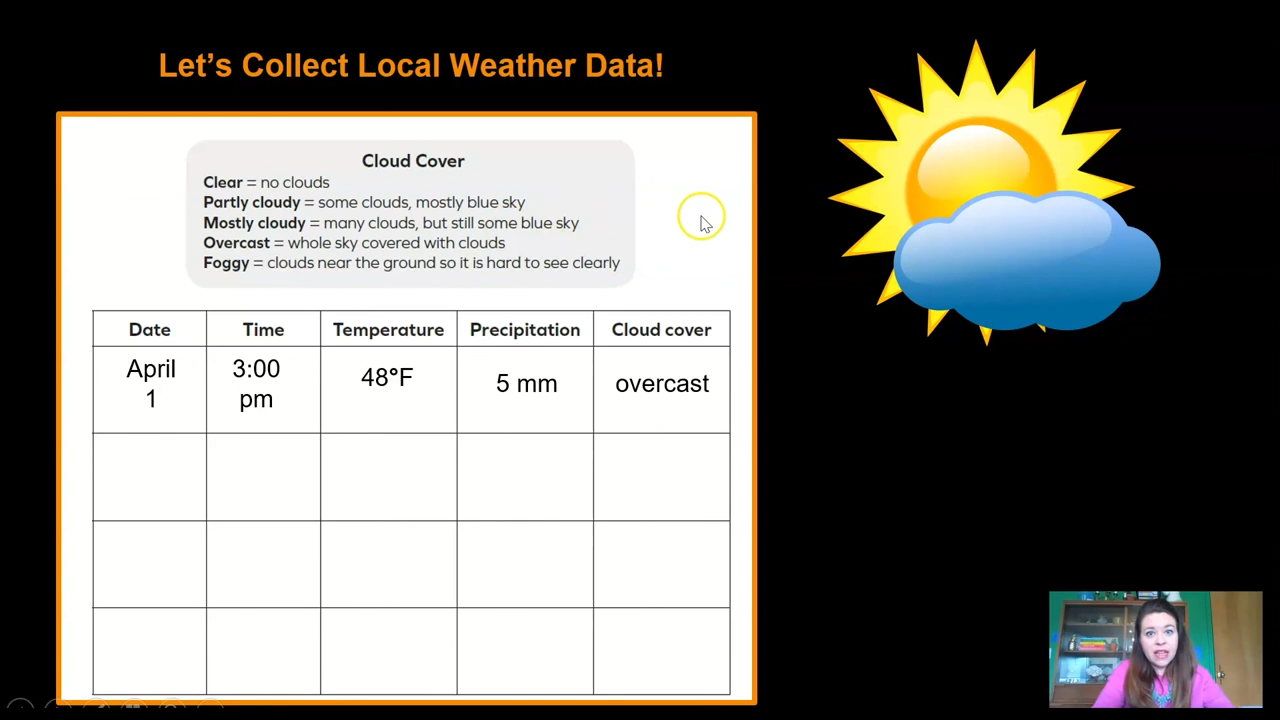 Let's Collect Local Weather Data!
Cloud Cover
Clear = no clouds
Partly cloudy = some clouds, mostly blue sky
Mostly cloudy = many clouds, but still some blue sky
Overcast = whole sky covered with clouds
Foggy = clouds near the ground so it is hard to see clearly
Date Time Temperature Precipitation Cloud cover
April 1 3:00 pm 48°F 5 mm overcast